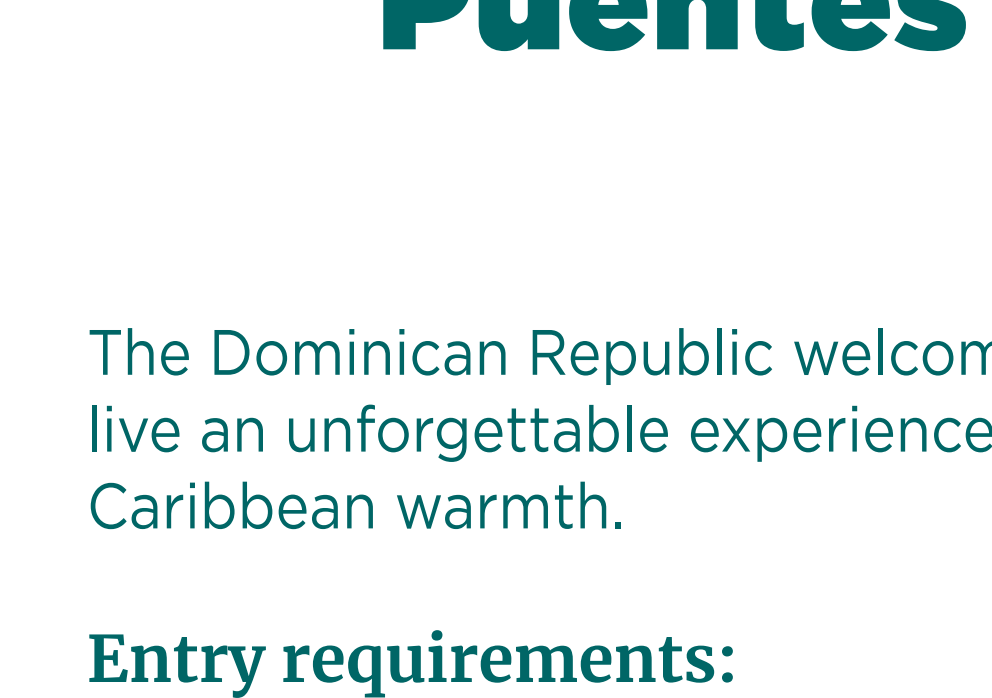 Puentes
The Dominican Republic welcom
live an unforgettable experience
Caribbean warmth.
Entry requirements: